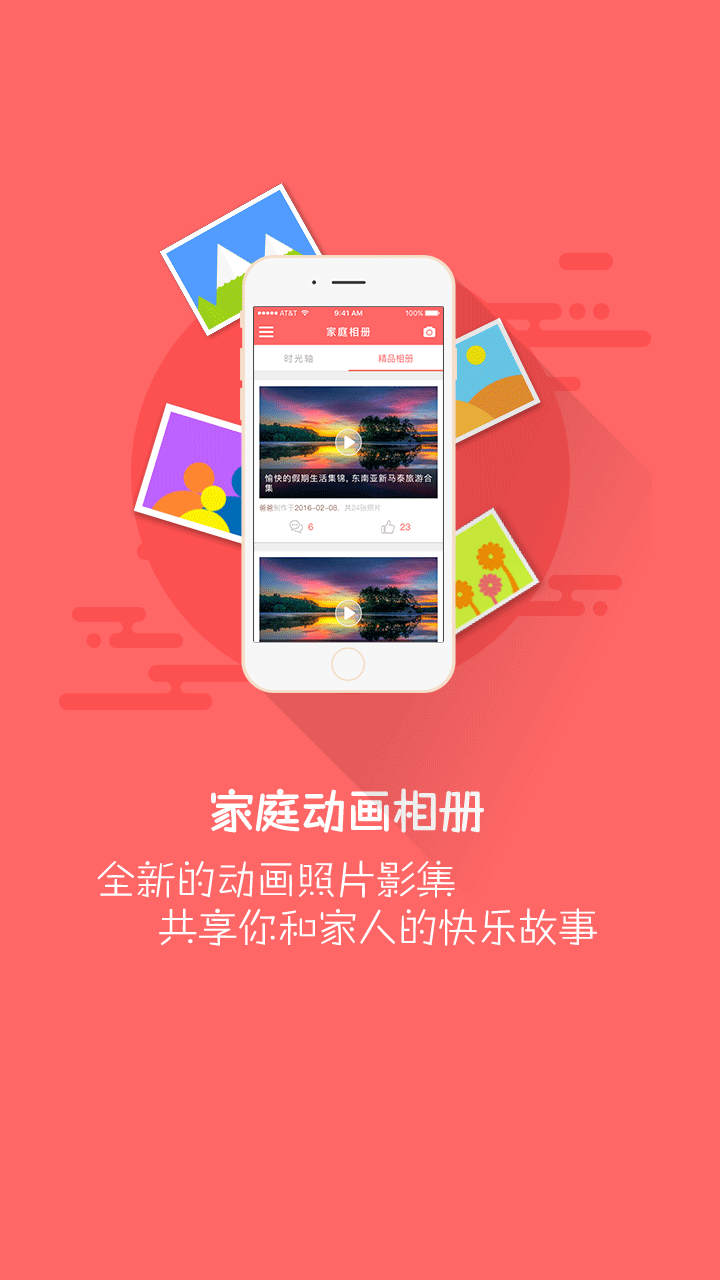 AT&T 9:41 AM 100%
家庭相册
时光轴 精品相册
愉快的假期生活集锦, 东南亚新马泰旅游合
集
爸爸制作于2016-02-08, 共24张照片
6 23
家庭动画相册
全新的动画照片影集
共享你和家人的快乐故事